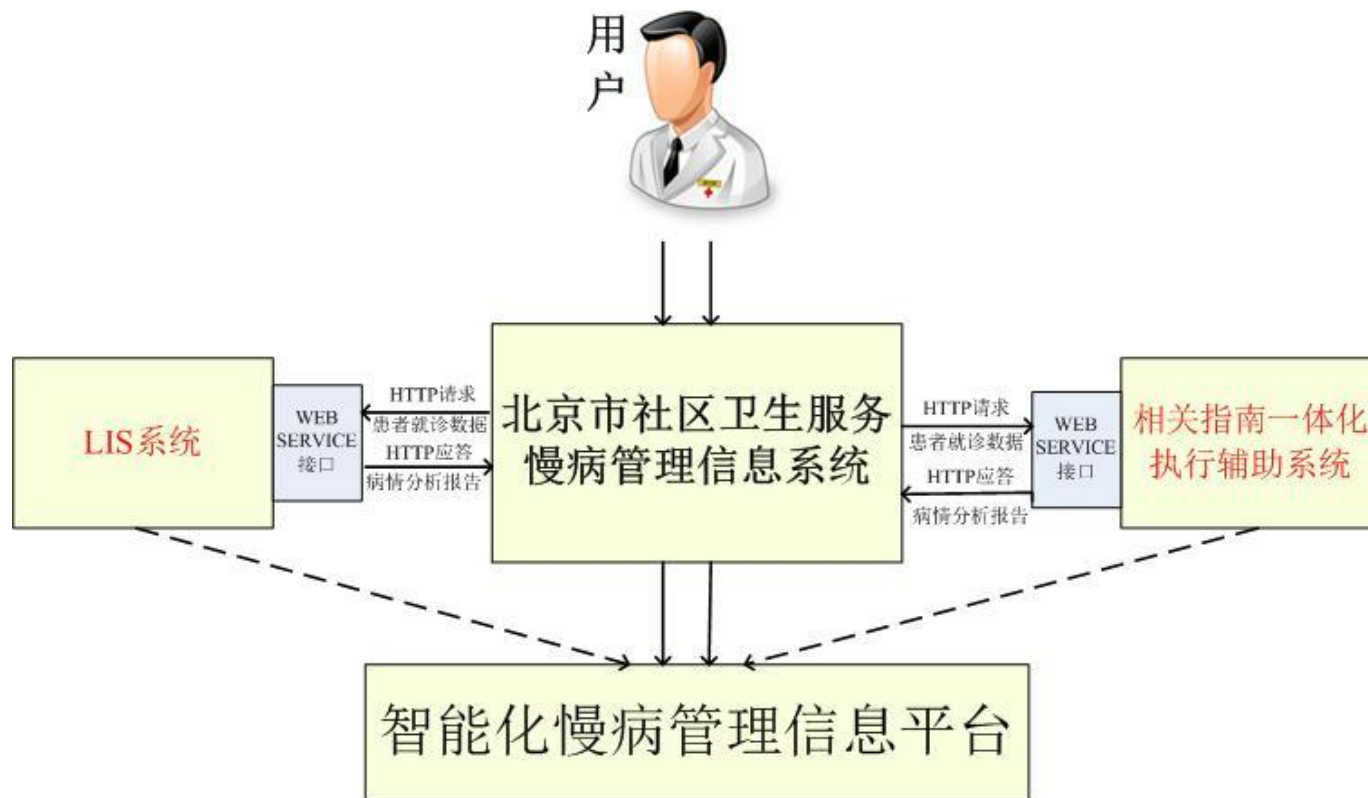 用
户
LIS系统
WEB
SERVICE
接口
HTTP请求
患者就诊数据
HTTP应答
病情分析报告
北京市社区卫生服务
慢病管理信息系统
HTTP请求
患者就诊数据
HTTP应答
病情分析报告
WEB
SERVICE
接口
相关指南一体化
执行辅助系统
智能化慢病管理信息平台